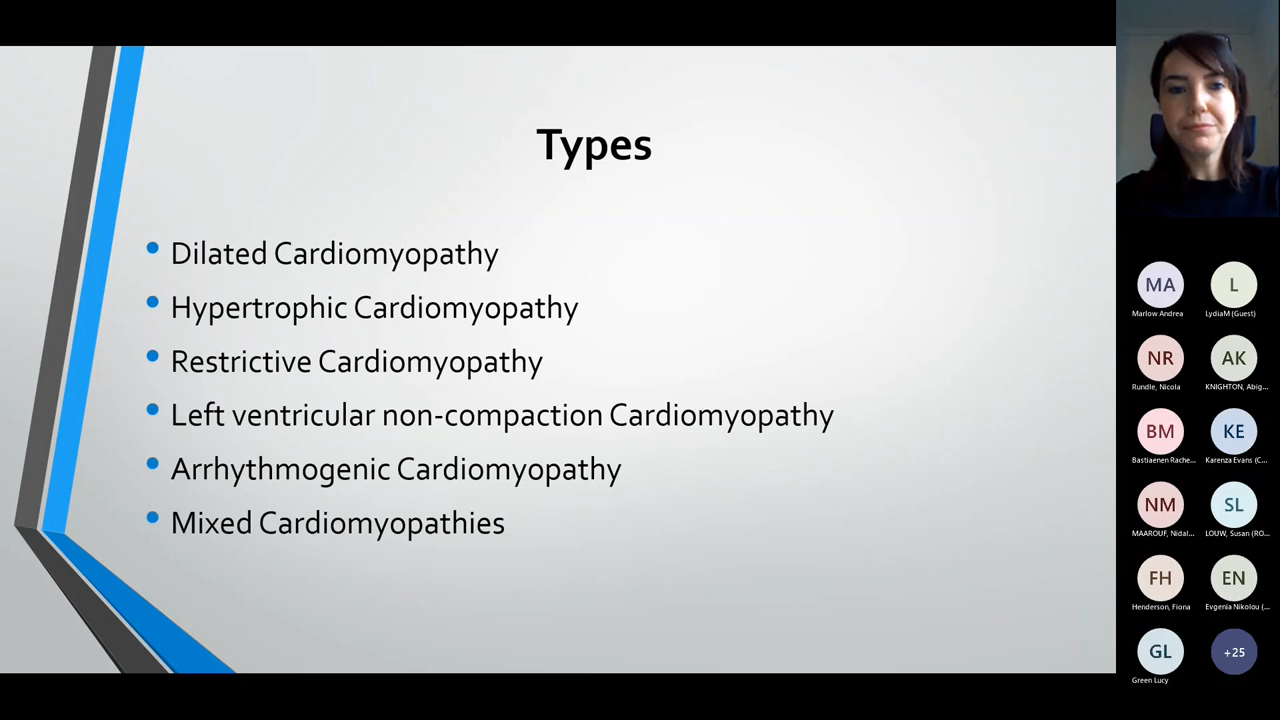 Types
Dilated Cardiomyopathy
Hypertrophic Cardiomyopathy
Restrictive Cardiomyopathy
Left ventricular non-compaction Cardiomyopathy
Arrhythmogenic Cardiomyopathy
Mixed Cardiomyopathies
MA L
Marlow Andrea LydiaM (Guest)
NR AK
Rundle, Nicola KNIGHTON, Abig...
BM KE
Bastiaenen Rache... Karenza Evans (C...
NM SL
MAAROUF, Nidal... LOUW, Susan (RO...
FH EN
Henderson, Fiona Evgenia Nikolou (...
GL +25
Green Lucy